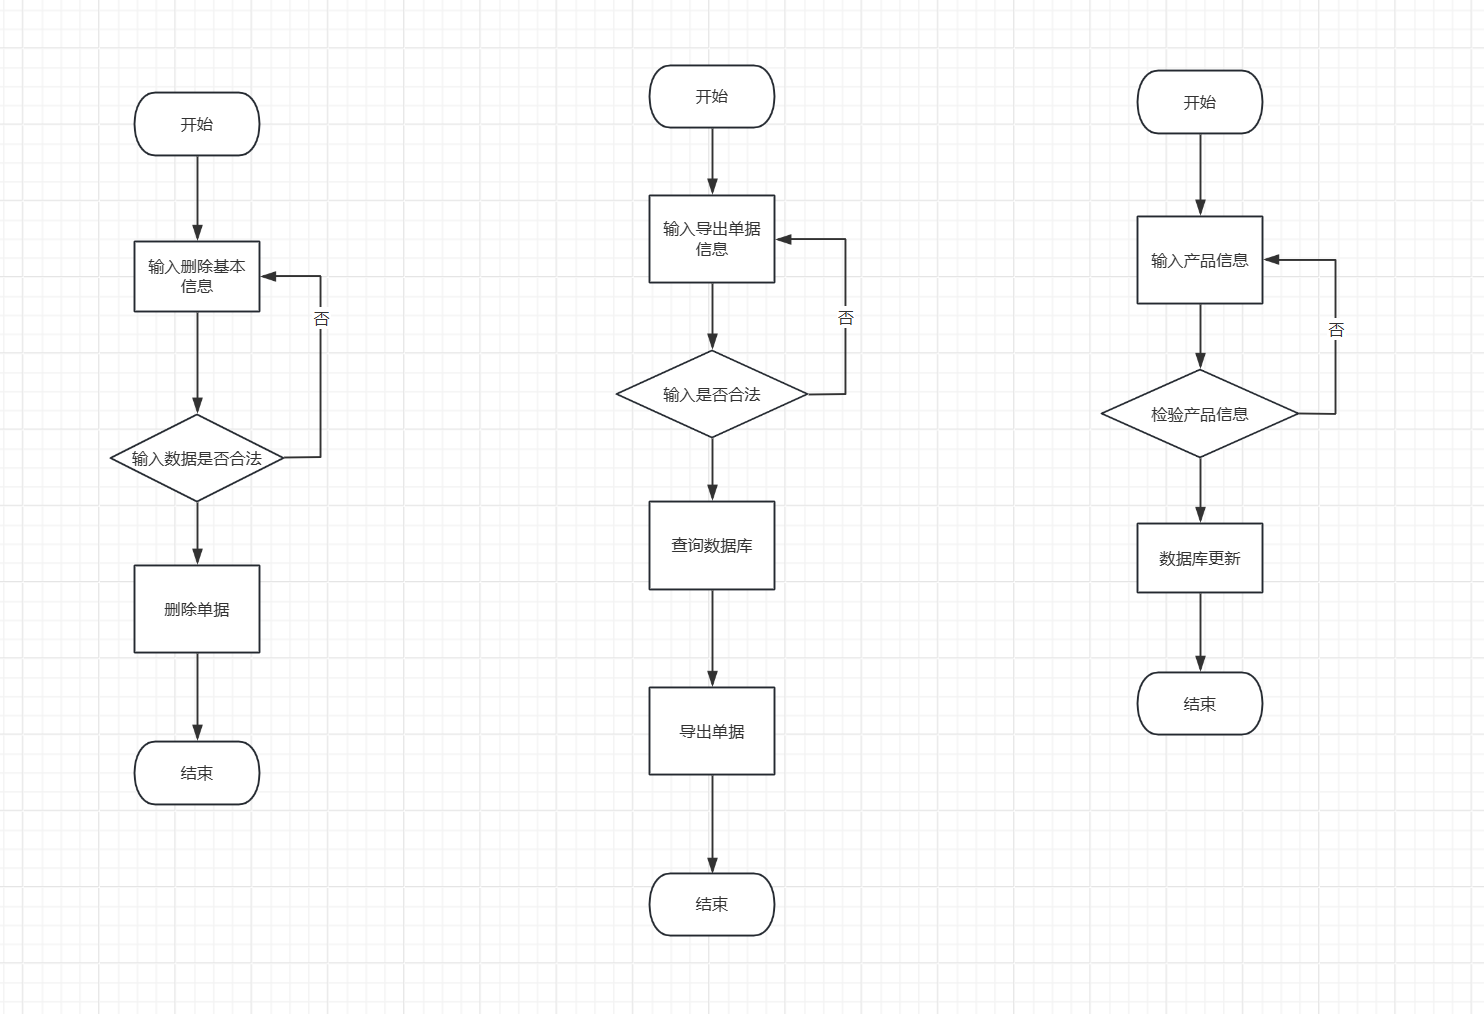 开始
输入删除基本
信息
否
输入数据是否合法
删除单据
结束
开始
输入导出单据
信息
否
输入是否合法
查询数据库
导出单据
结束
开始
输入产品信息
否
检验产品信息
数据库更新
结束